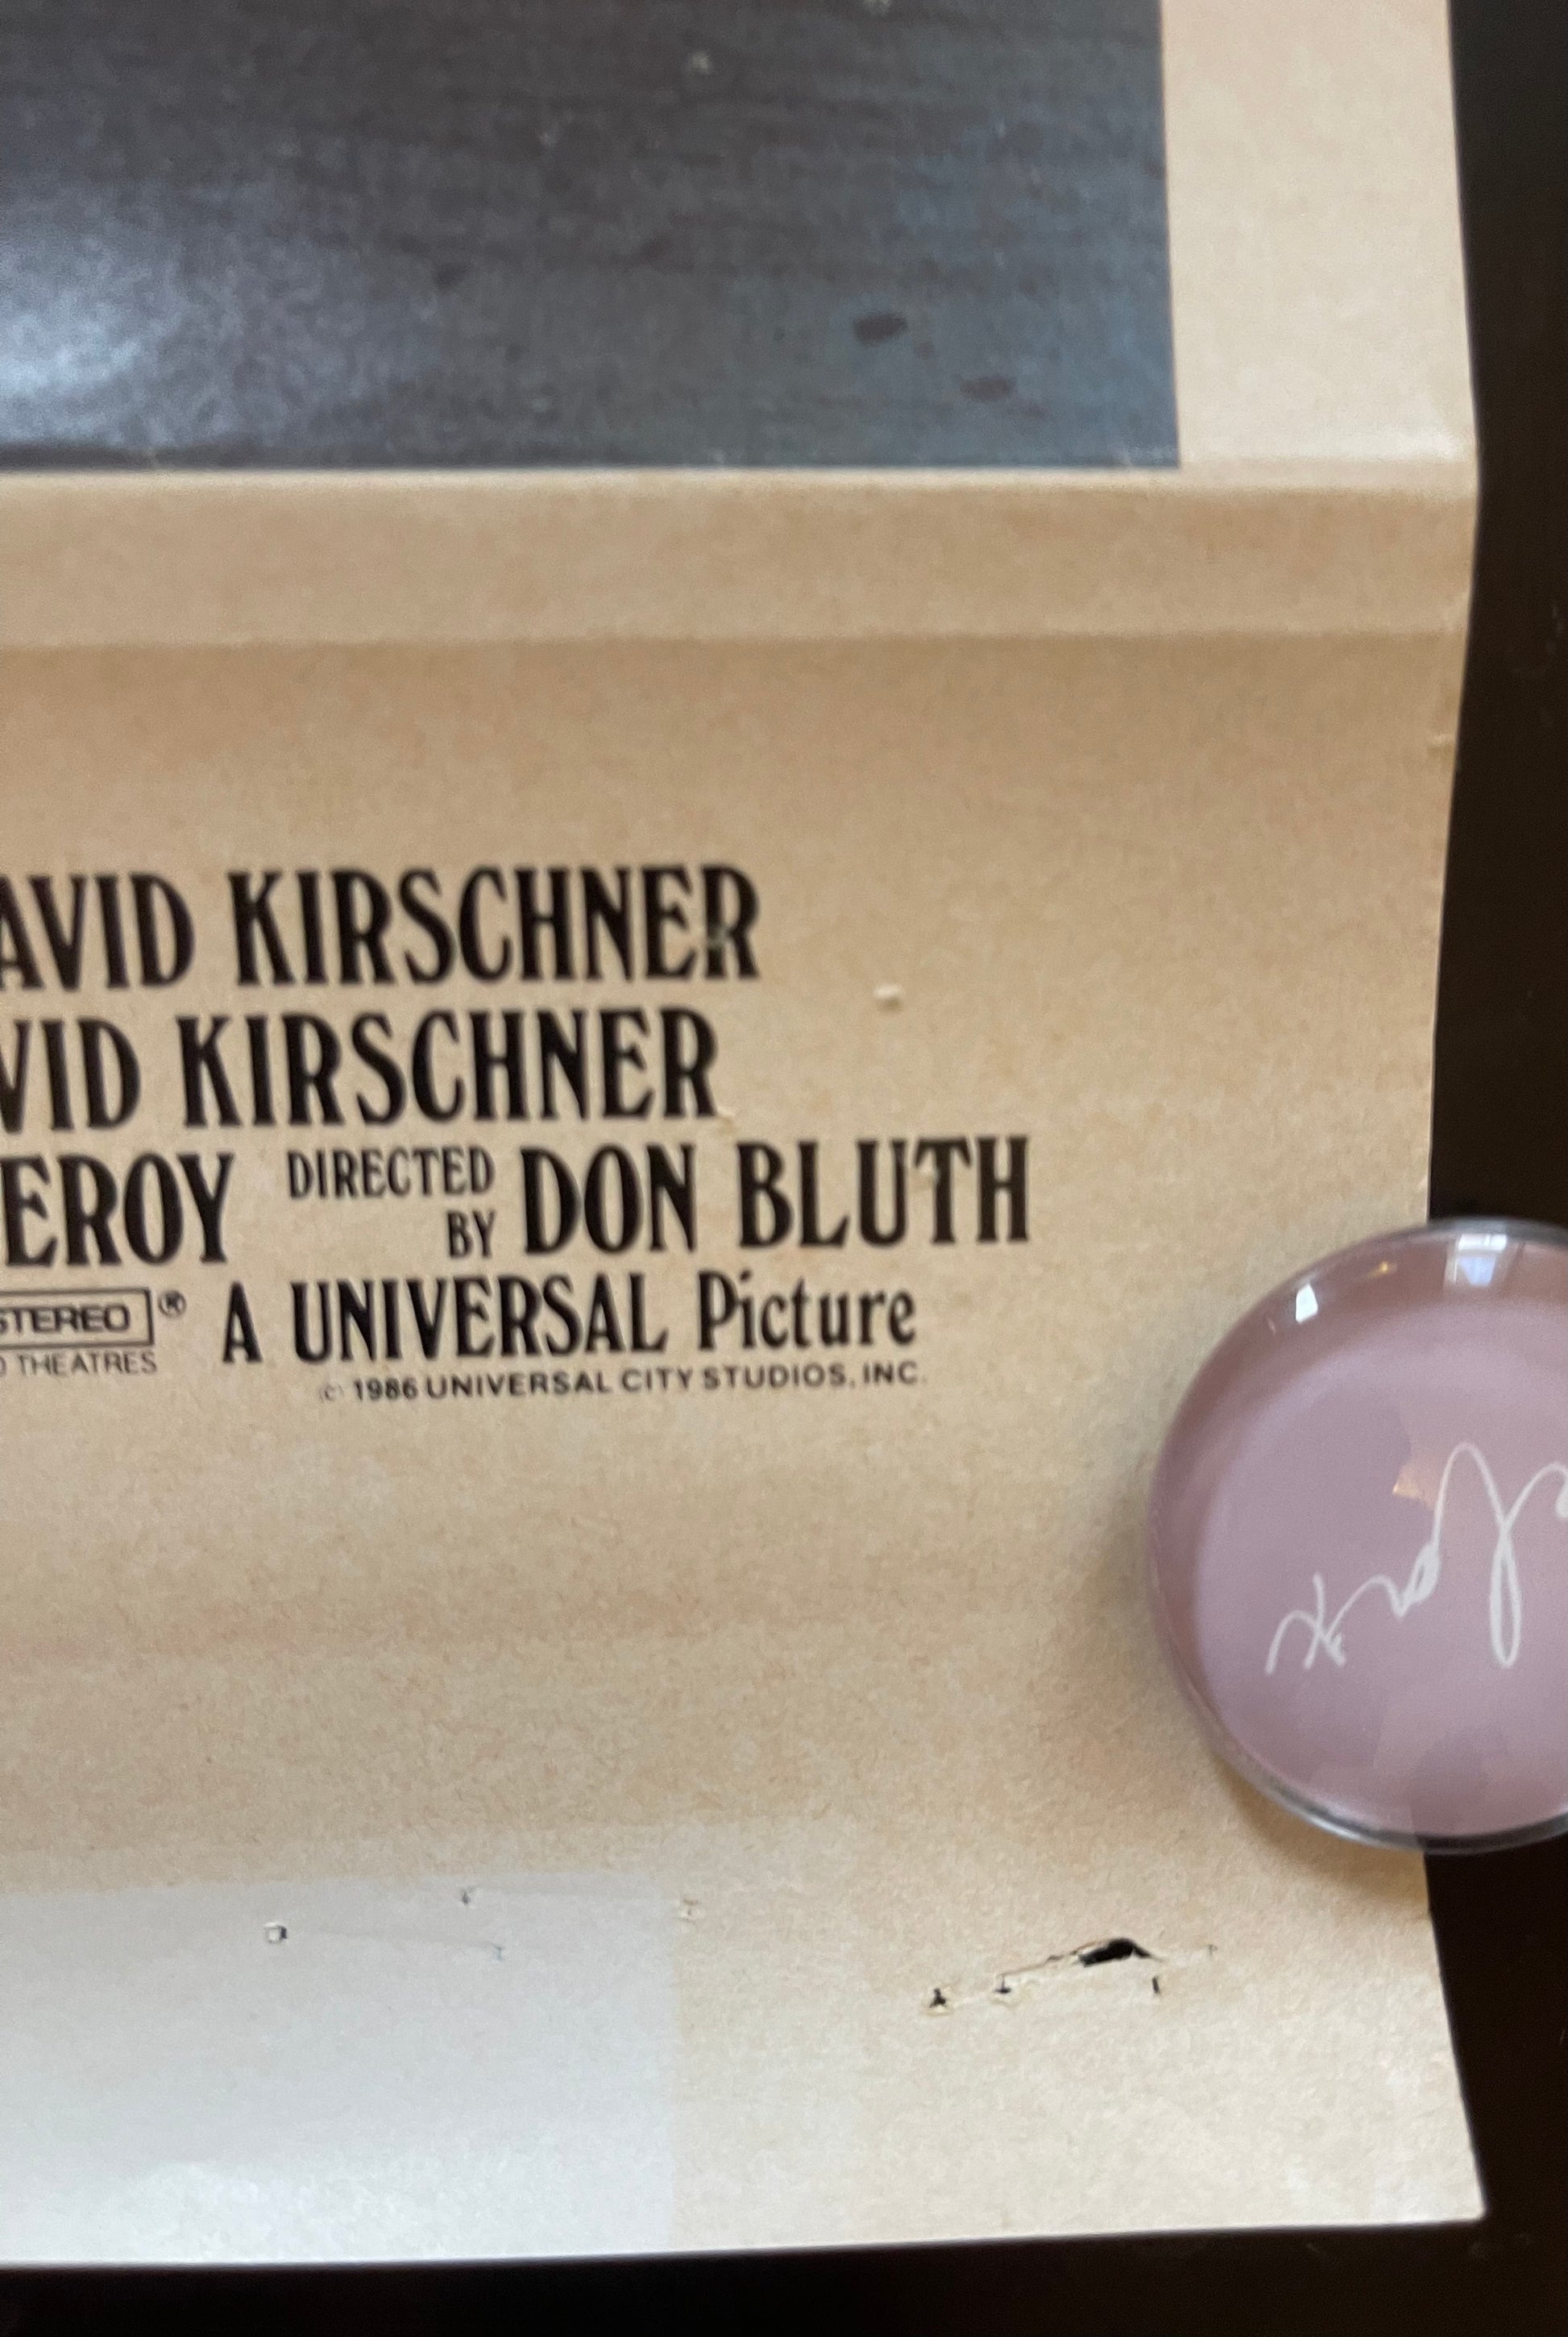 AVID KIRSCHNER
VID KIRSCHNER
EROY DIRECTED BY DON BLUTH
STEREO ® A UNIVERSAL Picture
THEATRES
© 1986 UNIVERSAL CITY STUDIOS, INC.